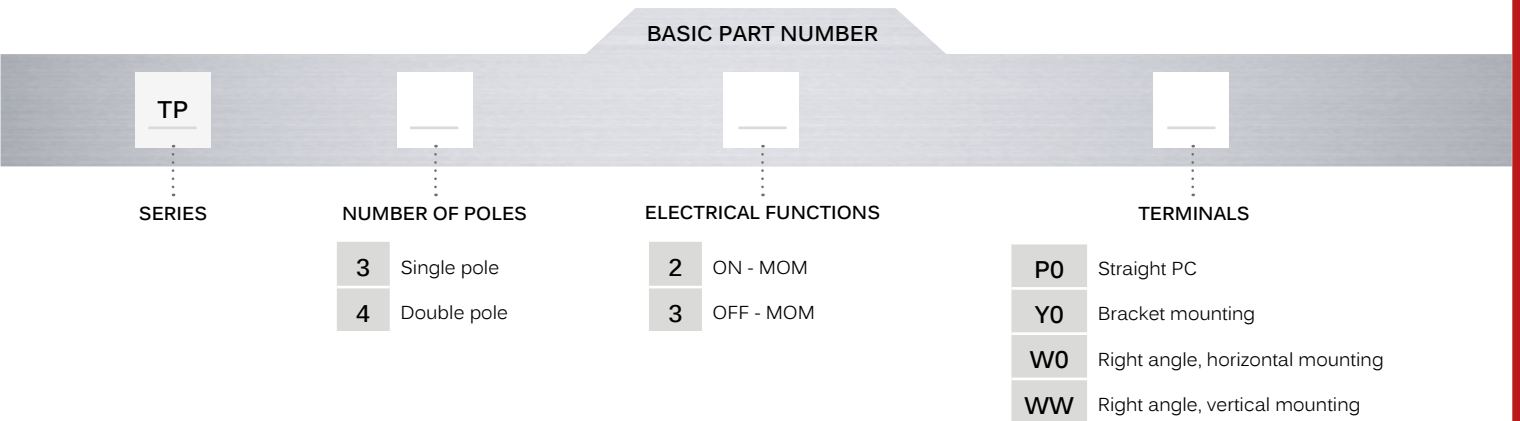 BASIC PART NUMBER
TP
SERIES
NUMBER OF POLES
3 Single pole
4 Double pole
ELECTRICAL FUNCTIONS
2 ON - MOM
3 OFF - MOM
TERMINALS
P0 Straight PC
Y0 Bracket mounting
W0 Right angle, horizontal mounting
WW Right angle, vertical mounting